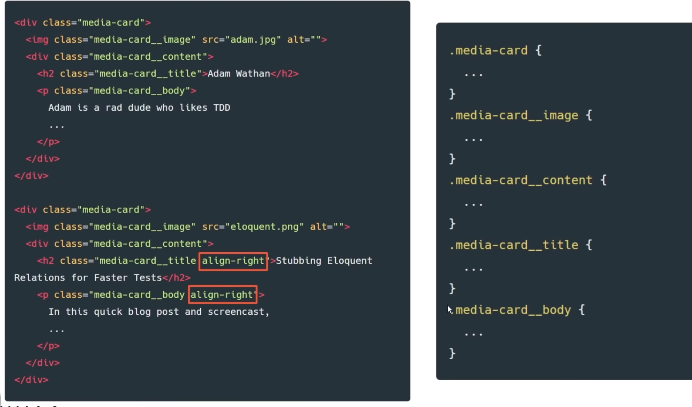 <div class="media-card">
<img class="media-card__image" src="adam.jpg" alt="">
<div class="media-card__content">
<h2 class="media-card__title">Adam Wathan</h2>
<p class="media-card__body">
Adam is a rad dude who likes TDD
...
</p>
</div>
</div>
<div class="media-card">
<img class="media-card__image" src="eloquent.png" alt="">
<div class="media-card__content">
<h2 class="media-card__title align-right">Stubbing Eloquent
Relations for Faster Tests</h2>
<p class="media-card__body align-right">
In this quick blog post and screencast,
...
</p>
</div>
</div>
.media-card {
...
}
.media-card__image {
...
}
.media-card__content {
...
}
.media-card__title {
...
}
.media-card__body {
...
}